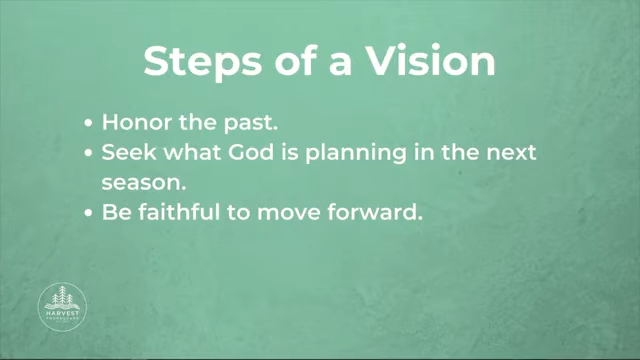 Steps of a Vision
• Honor the past.
• Seek what God is planning in the next
season.
• Be faithful to move forward.
HARVEST